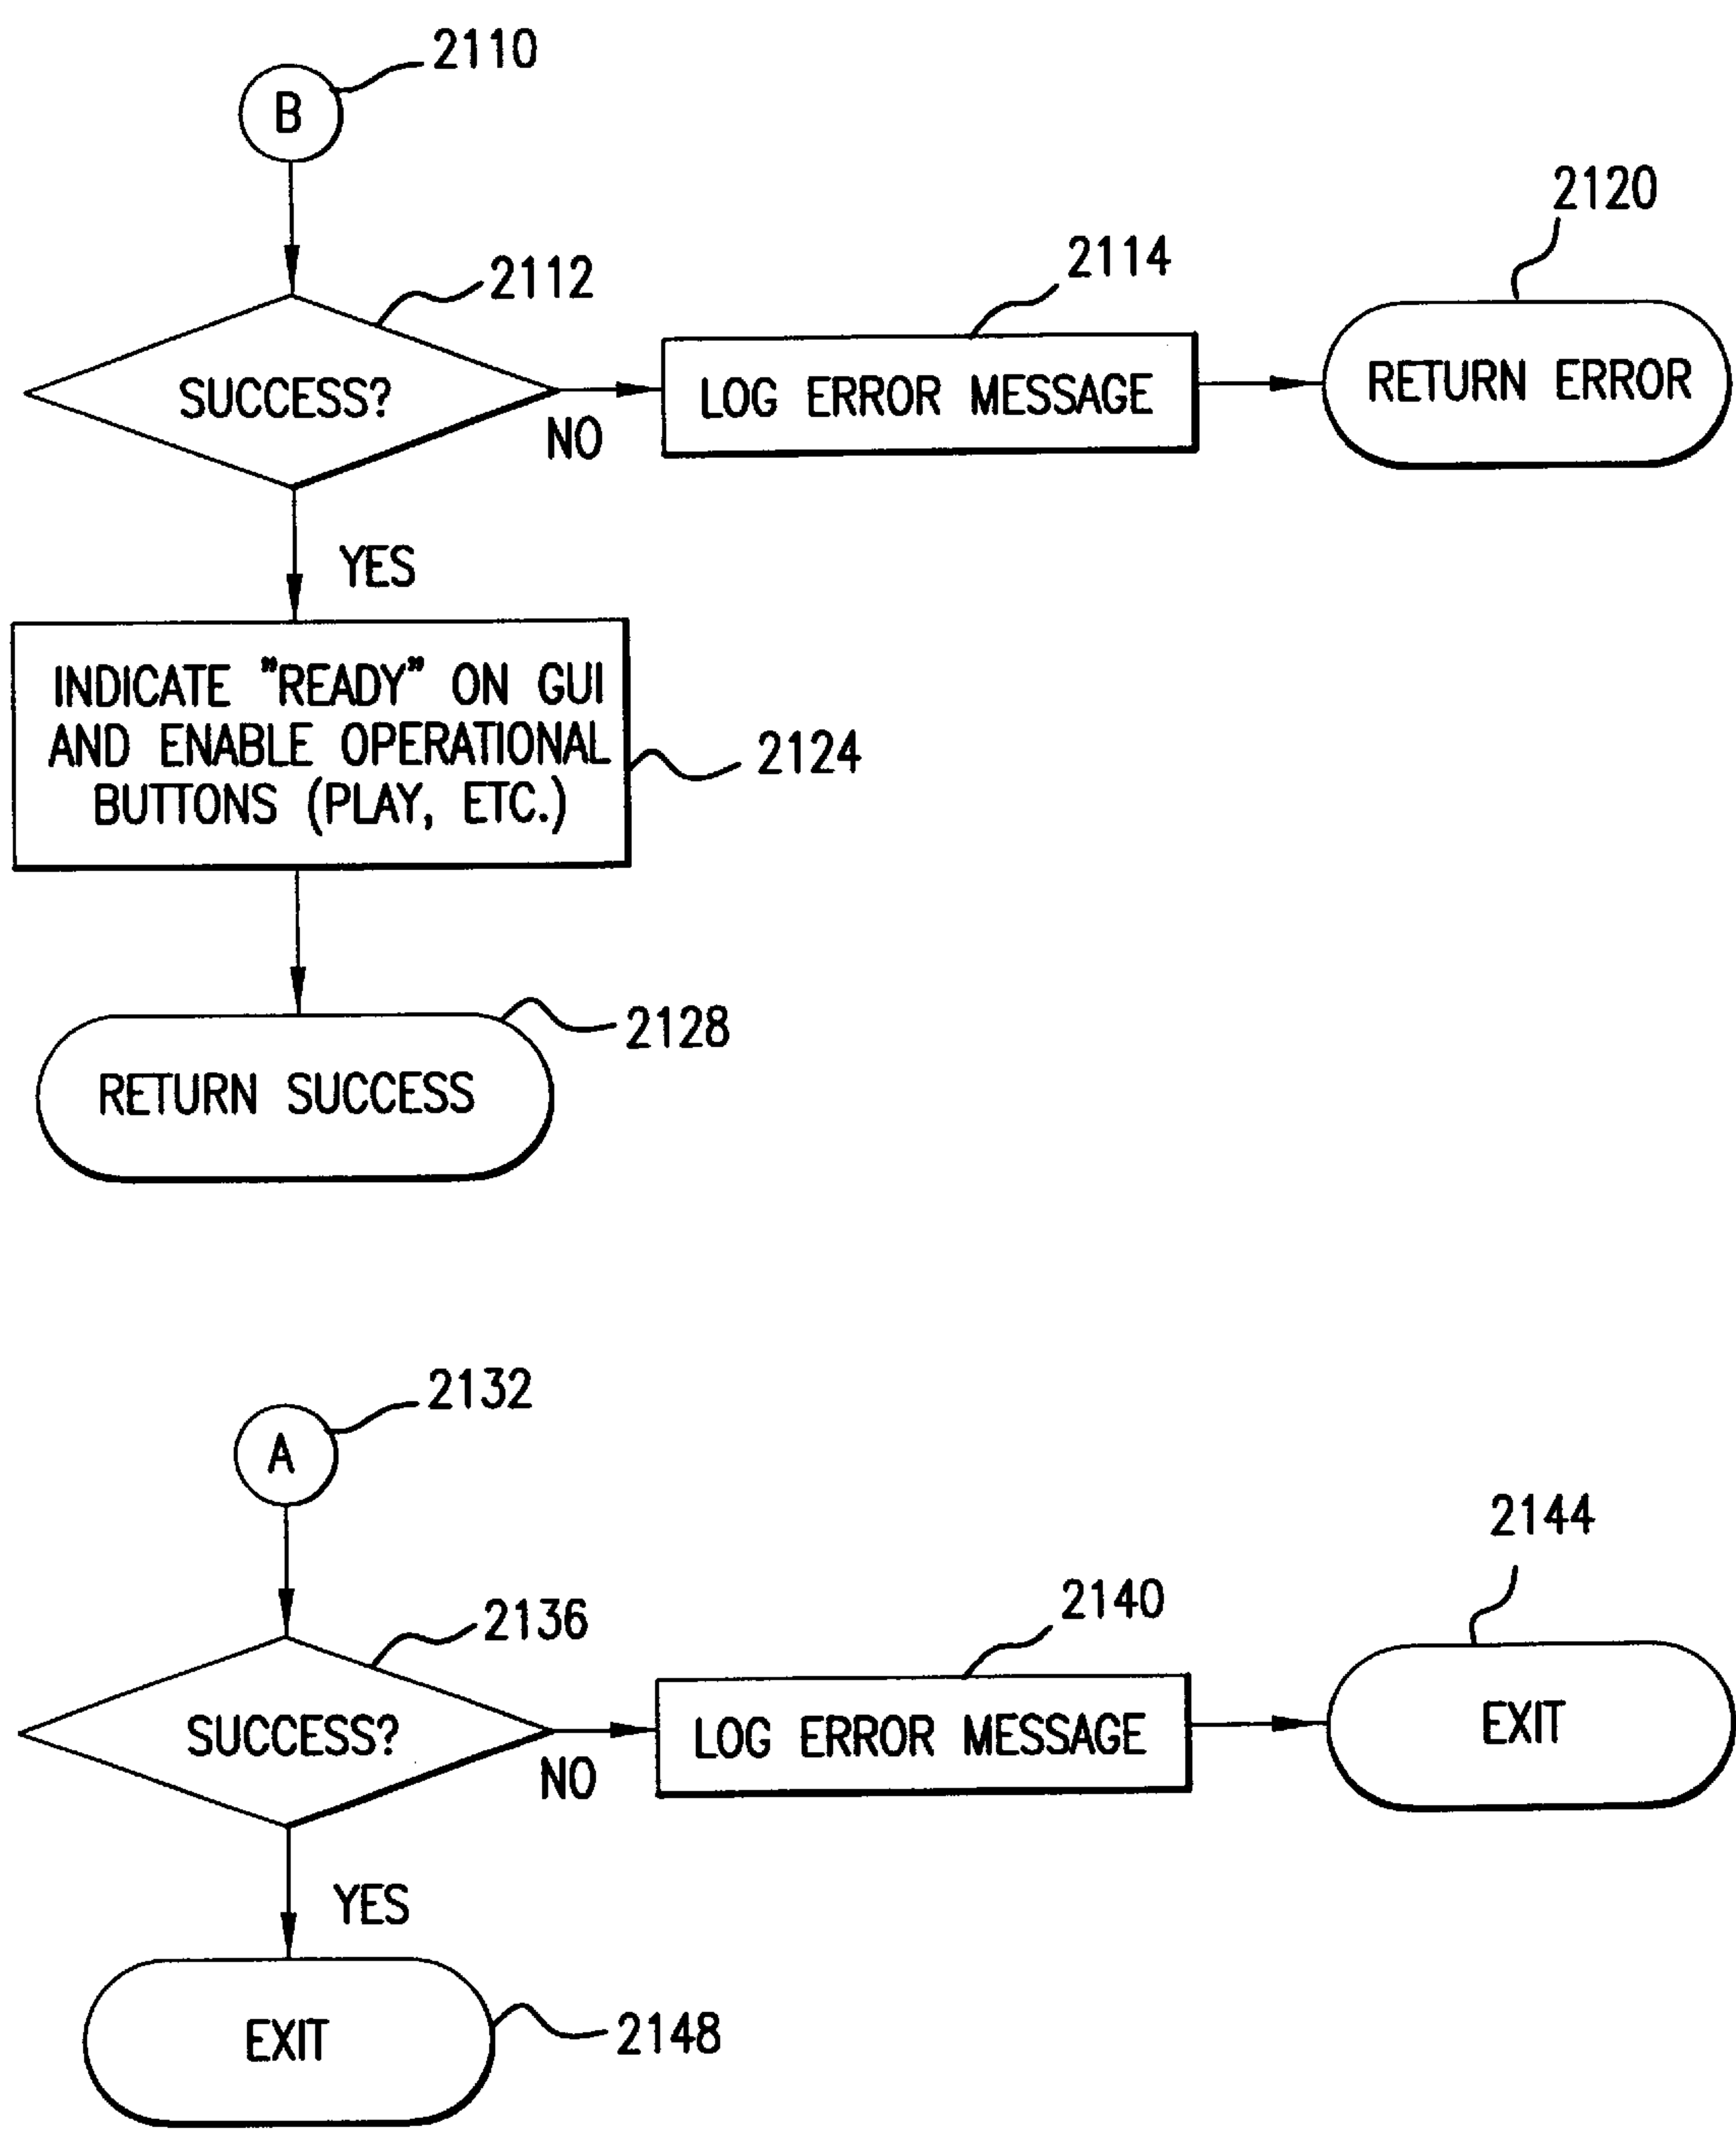 2110
B
2120
2112
2114
SUCCESS?
LOG ERROR MESSAGE
RETURN ERROR
NO
YES
INDICATE ”READY” ON GUI
AND ENABLE OPERATIONAL
BUTTONS (PLAY, ETC.)
2124
2128
RETURN SUCCESS
2132
A
2144
2136
2140
SUCCESS?
LOG ERROR MESSAGE
EXIT
NO
YES
EXIT
2148